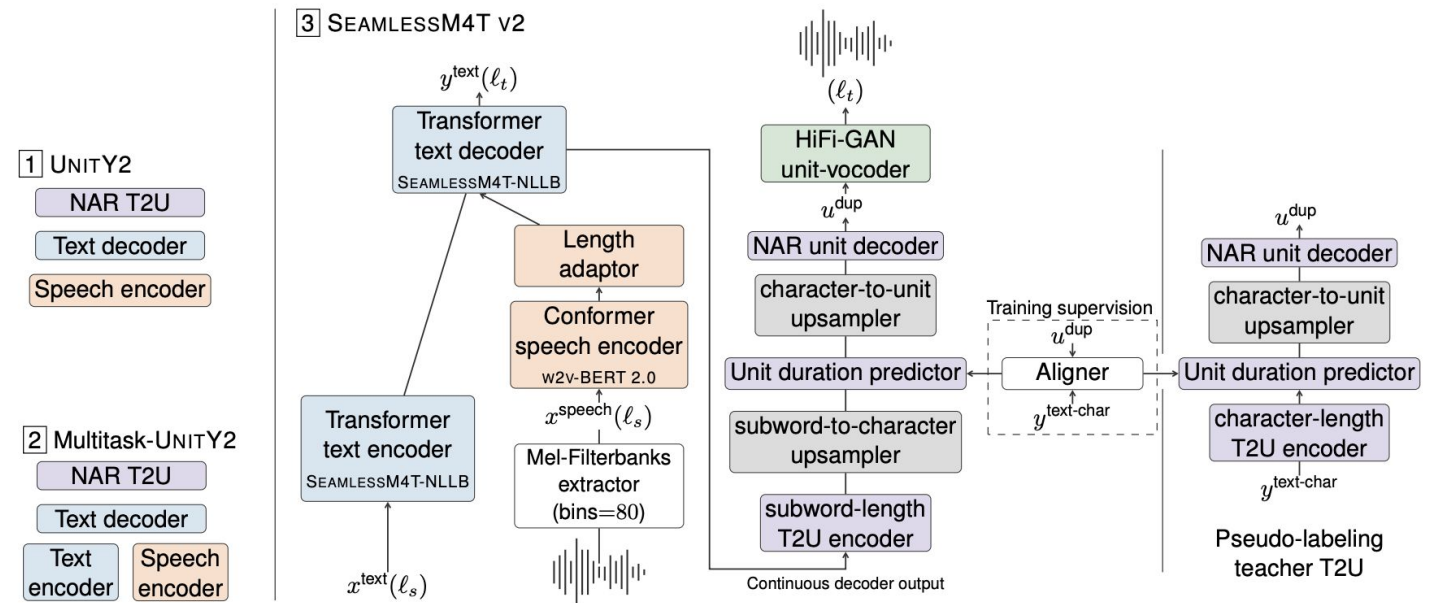 1 UNITY2
NAR T2U
Text decoder
Speech encoder
2 Multitask-UNITY2
NAR T2U
Text decoder
Text
encoder
Speech
encoder
3 SEAMLESSM4T V2
y^text(ℓ_t)
Transformer
text decoder
SEAMLESSM4T-NLLB
Length
adaptor
Conformer
speech encoder
W2V-BERT 2.0
x^speech(ℓ_s)
Mel-Filterbanks
extractor
(bins=80)
Transformer
text encoder
SEAMLESSM4T-NLLB
x^text(ℓ_s)
(ℓ_t)
HiFi-GAN
unit-vocoder
u^dup
NAR unit decoder
character-to-unit
upsampler
Unit duration predictor
subword-to-character
upsampler
subword-length
T2U encoder
Continuous decoder output
Training supervision
u^dup
Aligner
y^text-char
u^dup
NAR unit decoder
character-to-unit
upsampler
Unit duration predictor
character-length
T2U encoder
y^text-char
Pseudo-labeling
teacher T2U